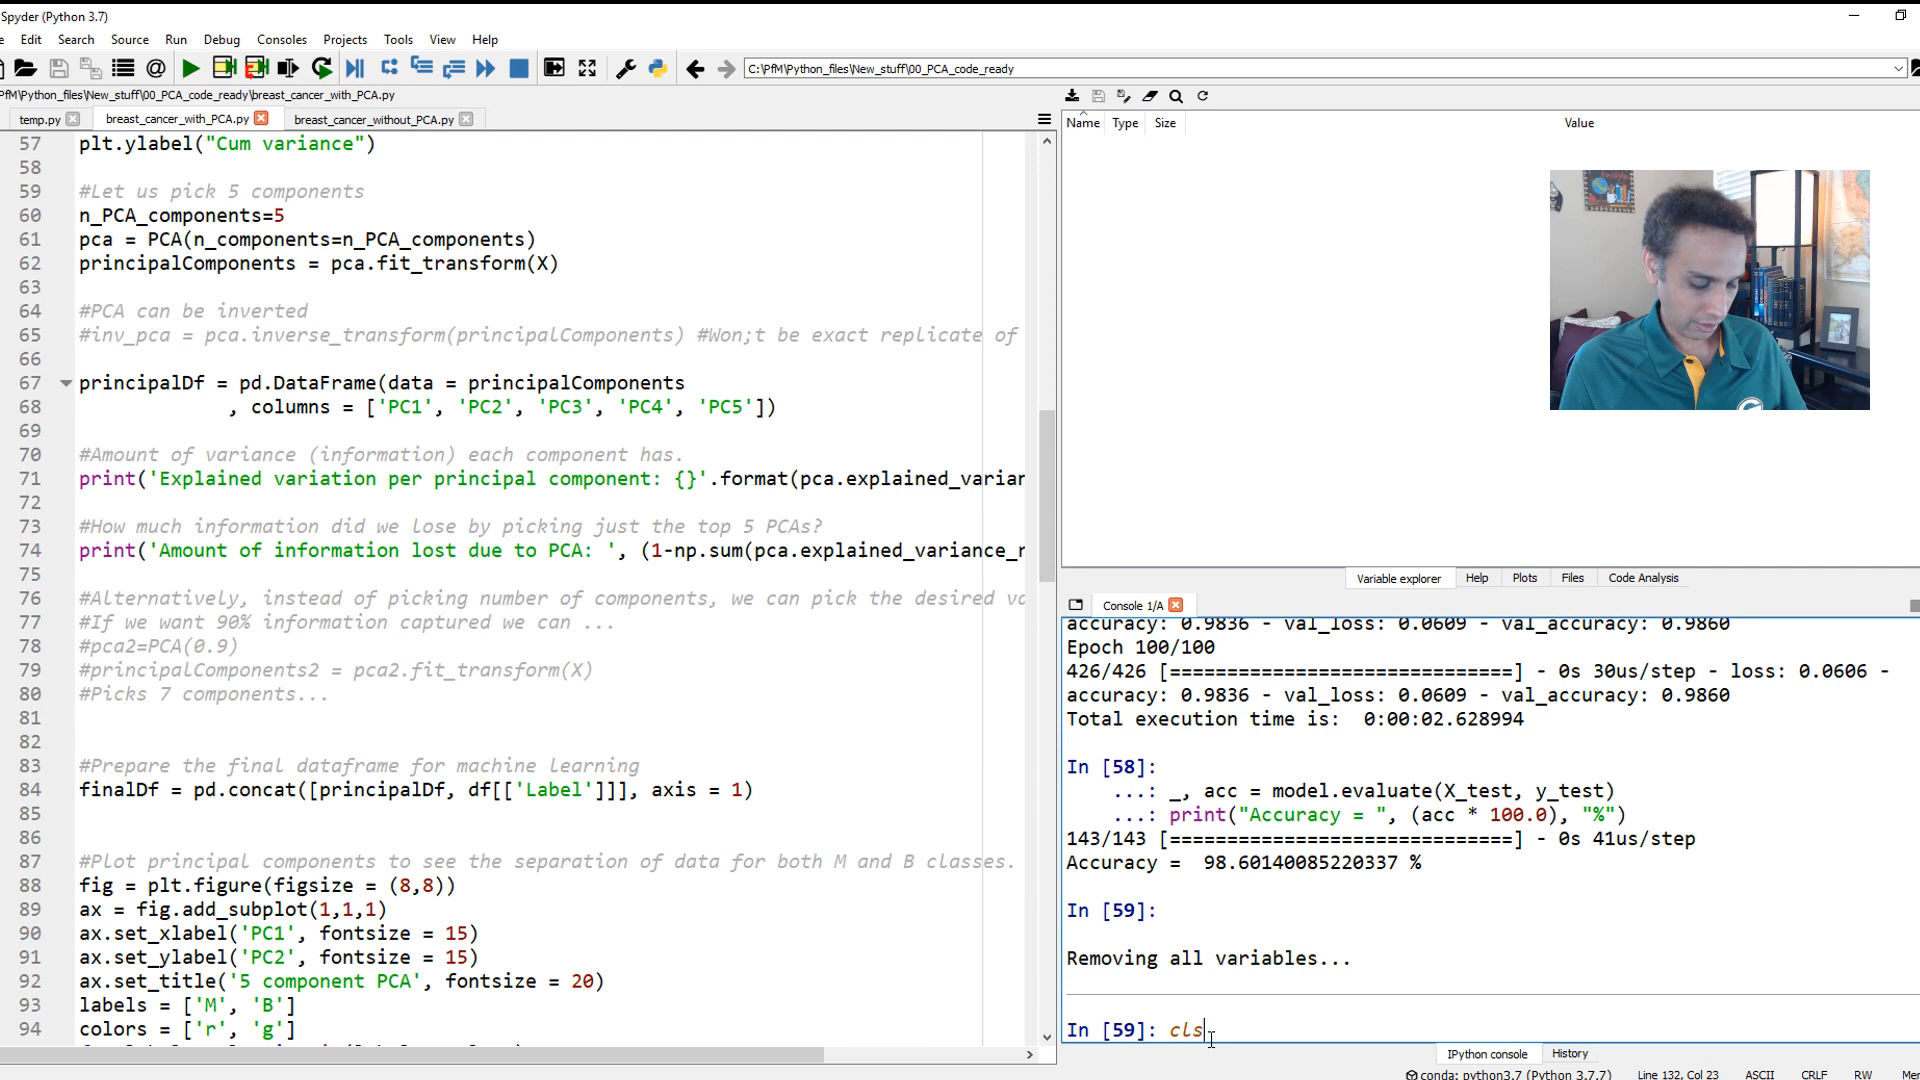 Spyder (Python 3.7)
Edit Search Source Run Debug Consoles Projects Tools View Help
C:\PfM\Python_files\New_stuff\00_PCA_code_ready
PfM\Python_files\New_stuff\00_PCA_code_ready\breast_cancer_with_PCA.py
temp.py breast_cancer_with_PCA.py breast_cancer_without_PCA.py
57 plt.ylabel("Cum variance")
58
59 #Let us pick 5 components
60 n_PCA_components=5
61 pca = PCA(n_components=n_PCA_components)
62 principalComponents = pca.fit_transform(X)
63
64 #PCA can be inverted
65 #inv_pca = pca.inverse_transform(principalComponents) #Won;t be exact replicate of
66
67 principalDf = pd.DataFrame(data = principalComponents
68 , columns = ['PC1', 'PC2', 'PC3', 'PC4', 'PC5'])
69
70 #Amount of variance (information) each component has.
71 print('Explained variation per principal component: {}'.format(pca.explained_varian
72
73 #How much information did we lose by picking just the top 5 PCAs?
74 print('Amount of information lost due to PCA: ', (1-np.sum(pca.explained_variance_r
75
76 #Alternatively, instead of picking number of components, we can pick the desired va
77 #If we want 90% information captured we can ...
78 #pca2=PCA(0.9)
79 #principalComponents2 = pca2.fit_transform(X)
80 #Picks 7 components...
81
82
83 #Prepare the final dataframe for machine learning
84 finalDf = pd.concat([principalDf, df[['Label']]], axis = 1)
85
86
87 #Plot principal components to see the separation of data for both M and B classes.
88 fig = plt.figure(figsize = (8,8))
89 ax = fig.add_subplot(1,1,1)
90 ax.set_xlabel('PC1', fontsize = 15)
91 ax.set_ylabel('PC2', fontsize = 15)
92 ax.set_title('5 component PCA', fontsize = 20)
93 labels = ['M', 'B']
94 colors = ['r', 'g']
Name Type Size Value
Variable explorer Help Plots Files Code Analysis
Console 1/A
accuracy: 0.9836 - val_loss: 0.0609 - val_accuracy: 0.9860
Epoch 100/100
426/426 [==============================] - 0s 30us/step - loss: 0.0606 -
accuracy: 0.9836 - val_loss: 0.0609 - val_accuracy: 0.9860
Total execution time is:  0:00:02.628994
In [58]:
...: _, acc = model.evaluate(X_test, y_test)
...: print("Accuracy = ", (acc * 100.0), "%")
143/143 [==============================] - 0s 41us/step
Accuracy =  98.60140085220337 %
In [59]:
Removing all variables...
In [59]: cls
IPython console History
conda: python3.7 (Python 3.7.7) Line 132, Col 23 ASCII CRLF RW